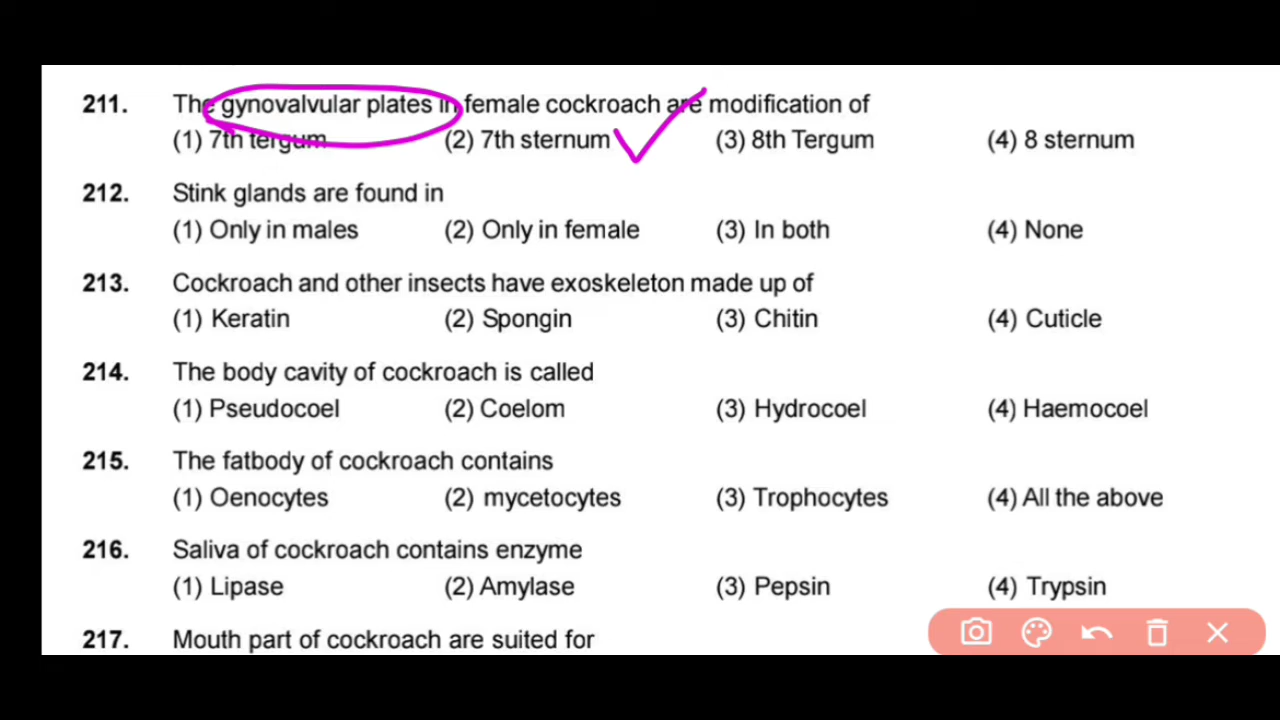 211. The gynovalvular plates in female cockroach are modification of
(1) 7th tergum (2) 7th sternum (3) 8th Tergum (4) 8 sternum
212. Stink glands are found in
(1) Only in males (2) Only in female (3) In both (4) None
213. Cockroach and other insects have exoskeleton made up of
(1) Keratin (2) Spongin (3) Chitin (4) Cuticle
214. The body cavity of cockroach is called
(1) Pseudocoel (2) Coelom (3) Hydrocoel (4) Haemocoel
215. The fatbody of cockroach contains
(1) Oenocytes (2) mycetocytes (3) Trophocytes (4) All the above
216. Saliva of cockroach contains enzyme
(1) Lipase (2) Amylase (3) Pepsin (4) Trypsin
217. Mouth part of cockroach are suited for